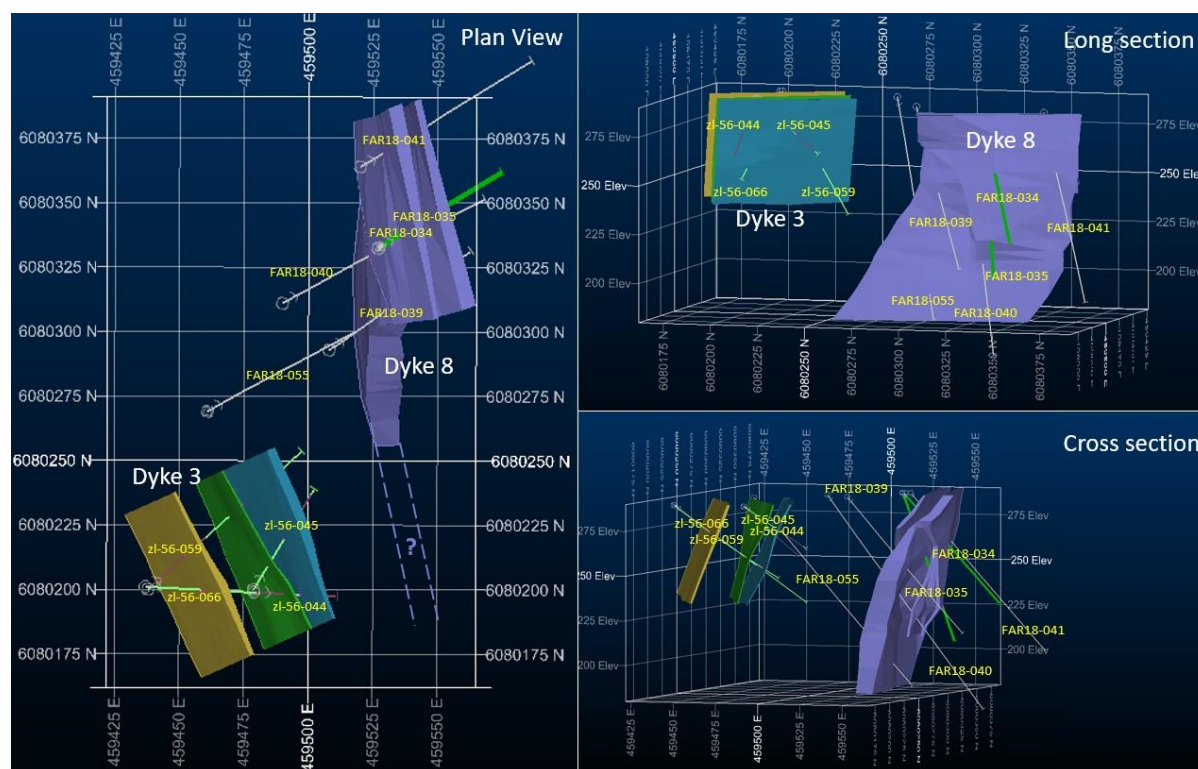 459425 E
459450 E
459475 E
459500 E
459525 E
459550 E
Plan View
6080375 N
6080375 N
FAR18-041
6080350 N
6080350 N
FAR18-035
FAR18-034
6080325 N
6080325 N
FAR18-040
6080300 N
FAR18-039
6080300 N
Dyke 8
FAR18-055
6080275 N
6080275 N
6080250 N
6080250 N
Dyke 3
6080225 N
6080225 N
zl-56-045
?
zl-56-059
6080200 N
6080200 N
zl-56-066
zl-56-044
6080175 N
6080175 N
459425 E
459450 E
459475 E
459500 E
459525 E
459550 E
Long section
6080175 N
6080200 N
6080250 N
6080275 N
6080300 N
6080325 N
6080350 N
6080375 N
275 Elev
275 Elev
zl-56-044
zl-56-045
Dyke 8
250 Elev
250 Elev
zl-56-066
zl-56-059
FAR18-034
Dyke 3
FAR18-039
FAR18-041
225 Elev
225 Elev
FAR18-035
200 Elev
200 Elev
FAR18-055
FAR18-040
6080175 N
6080200 N
6080225 N
6080250 N
6080275 N
6080300 N
6080325 N
6080350 N
6080375 N
Cross section
459425 E
459450 E
459475 E
459500 E
459525 E
459550 E
FAR18-039
275 Elev
275 Elev
zl-56-066
zl-56-045
zl-56-059
zl-56-044
250 Elev
250 Elev
FAR18-034
FAR18-055
FAR18-035
225 Elev
225 Elev
FAR18-041
200 Elev
200 Elev
FAR18-040
459425 E
459450 E
459475 E
459500 E
459525 E
459550 E